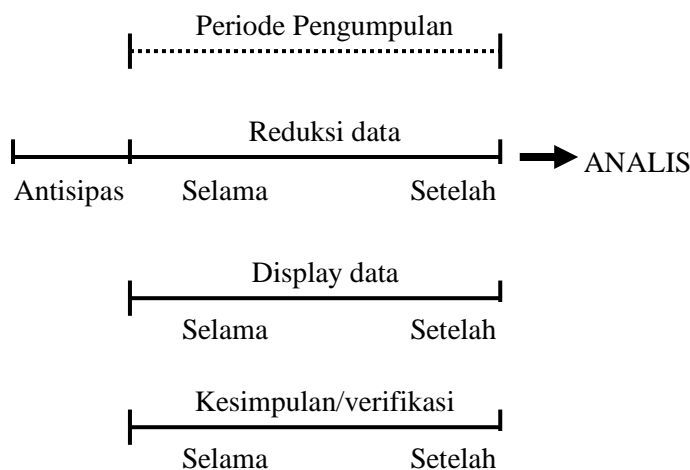 Periode Pengumpulan
Reduksi data
ANALIS
Antisipas Selama Setelah
Display data
Selama Setelah
Kesimpulan/verifikasi
Selama Setelah